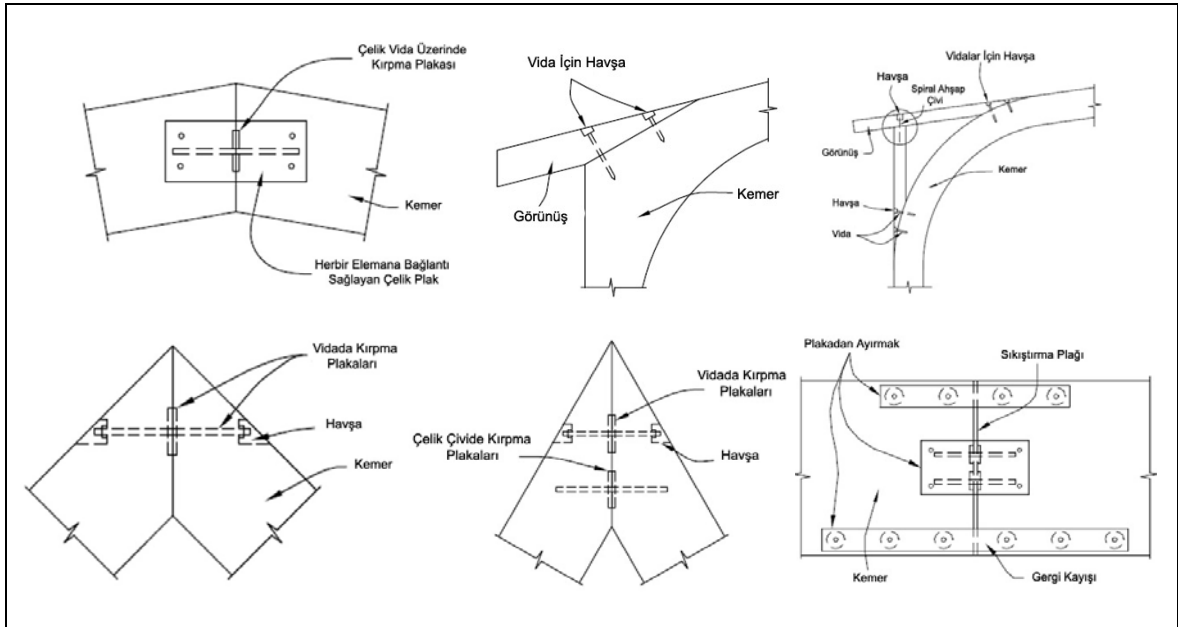 Çelik Vida Üzerinde
Kırpma Plakası
Kemer
Herbir Elemana Bağlantı
Sağlayan Çelik Plak
Vida İçin Havşa
Görünüş
Kemer
Vidalar İçin Havşa
Havşa
Spiral Ahşap
Çivi
Görünüş
Kemer
Havşa
Vida
Vidada Kırpma
Plakaları
Havşa
Kemer
Vidada Kırpma
Plakaları
Çelik Çivide Kırpma
Plakaları
Havşa
Plakadan Ayırmak
Sıkıştırma Plağı
Kemer
Gergi Kayışı